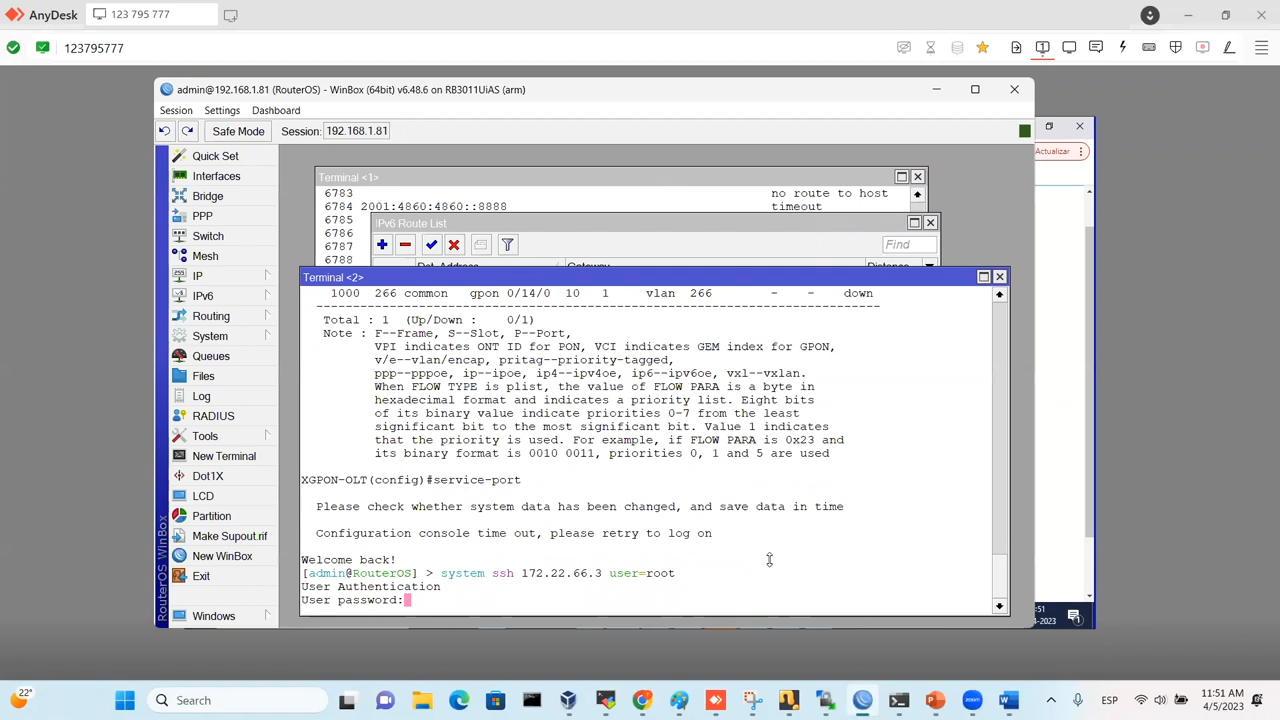 AnyDesk
123 795 777
123795777
1
admin@192.168.1.81 (RouterOS) - WinBox (64bit) v6.48.6 on RB3011UiAS (arm)
Session Settings Dashboard
Safe Mode Session: 192.168.1.81
Actualizar
Quick Set
Interfaces
Bridge
PPP
Switch
Mesh
IP
IPv6
Routing
System
Queues
Files
Log
RADIUS
Tools
New Terminal
Dot1X
LCD
Partition
Make Supout.rif
New WinBox
Exit
Windows
RouterOS WinBox
Terminal <1>
6783 no route to host
6784 2001:4860:4860::8888 timeout
6785
6786
6787
6788
IPv6 Route List
Find
Dst. Address Gateway Distance
Terminal <2>
1000 266 common gpon 0/14/0 10 1 vlan 266 - - down
-----------------------------------------------------------------------------
Total : 1 (Up/Down : 0/1)
Note : F--Frame, S--Slot, P--Port,
VPI indicates ONT ID for PON, VCI indicates GEM index for GPON,
v/e--vlan/encap, pritag--priority-tagged,
ppp--pppoe, ip--ipoe, ip4--ipv4oe, ip6--ipv6oe, vxl--vxlan.
When FLOW TYPE is plist, the value of FLOW PARA is a byte in
hexadecimal format and indicates a priority list. Eight bits
of its binary value indicate priorities 0-7 from the least
significant bit to the most significant bit. Value 1 indicates
that the priority is used. For example, if FLOW PARA is 0x23 and
its binary format is 0010 0011, priorities 0, 1 and 5 are used
XGPON-OLT(config)#service-port
Please check whether system data has been changed, and save data in time
Configuration console time out, please retry to log on
Welcome back!
[admin@RouterOS] > system ssh 172.22.66.3 user=root
User Authentication
User password:
:51
-04-2023
1
22°
Search
ESP
11:51 AM
4/5/2023